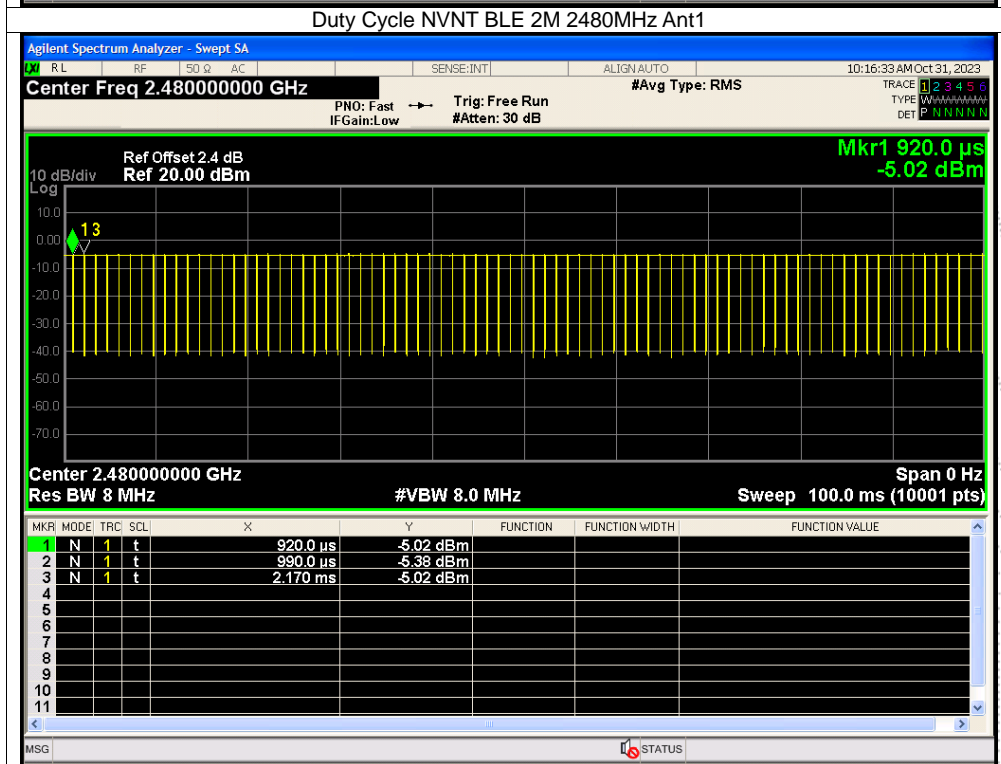 Duty Cycle NVNT BLE 2M 2480MHz Ant1
Agilent Spectrum Analyzer - Swept SA
LXI RL RF 50 Ω AC SENSE:INT ALIGN AUTO 10:16:33 AM Oct 31, 2023
Center Freq 2.480000000 GHz #Avg Type: RMS TRACE 1 2 3 4 5 6
PNO: Fast Trig: Free Run TYPE WWWWWW
IFGain:Low #Atten: 30 dB DET P N N N N N
Mkr1 920.0 µs
Ref Offset 2.4 dB
-5.02 dBm
10 dB/div Ref 20.00 dBm
Log
10.0
1 3
0.00
-10.0
-20.0
-30.0
-40.0
-50.0
-60.0
-70.0
Center 2.480000000 GHz Span 0 Hz
Res BW 8 MHz #VBW 8.0 MHz Sweep 100.0 ms (10001 pts)
MKR MODE TRC SCL X Y FUNCTION FUNCTION WIDTH FUNCTION VALUE
1 N 1 t 920.0 µs -5.02 dBm
2 N 1 t 990.0 µs -5.38 dBm
3 N 1 t 2.170 ms -5.02 dBm
4
5
6
7
8
9
10
11
MSG STATUS